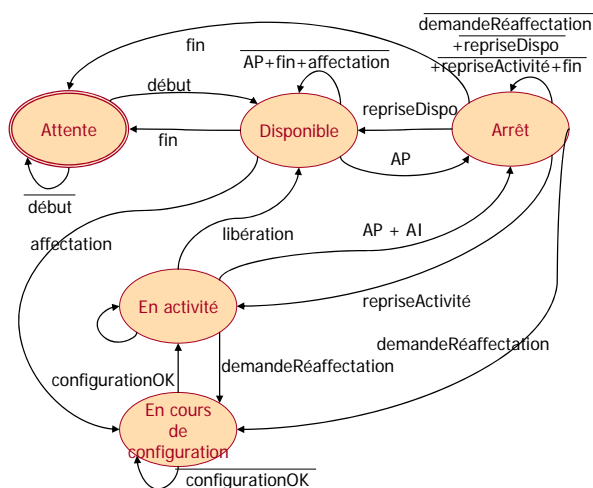 demandeRéaffectation
+repriseDispo
+repriseActivité+fin
fin
AP+fin+affectation
début
repriseDispo
Attente
Disponible
Arrêt
fin
AP
début
affectation
libération
AP + AI
En activité
repriseActivité
demandeRéaffectation
demandeRéaffectation
configurationOK
En cours
de
configuration
configurationOK